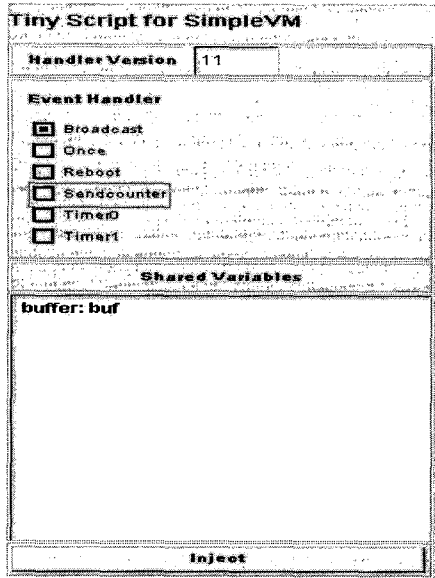 Tiny Script for SimpleVM
Handler Version 11
Event Handler
Broadcast
Once
Reboot
Sendcounter
Timer0
Timer1
Shared Variables
buffer: buf
Inject